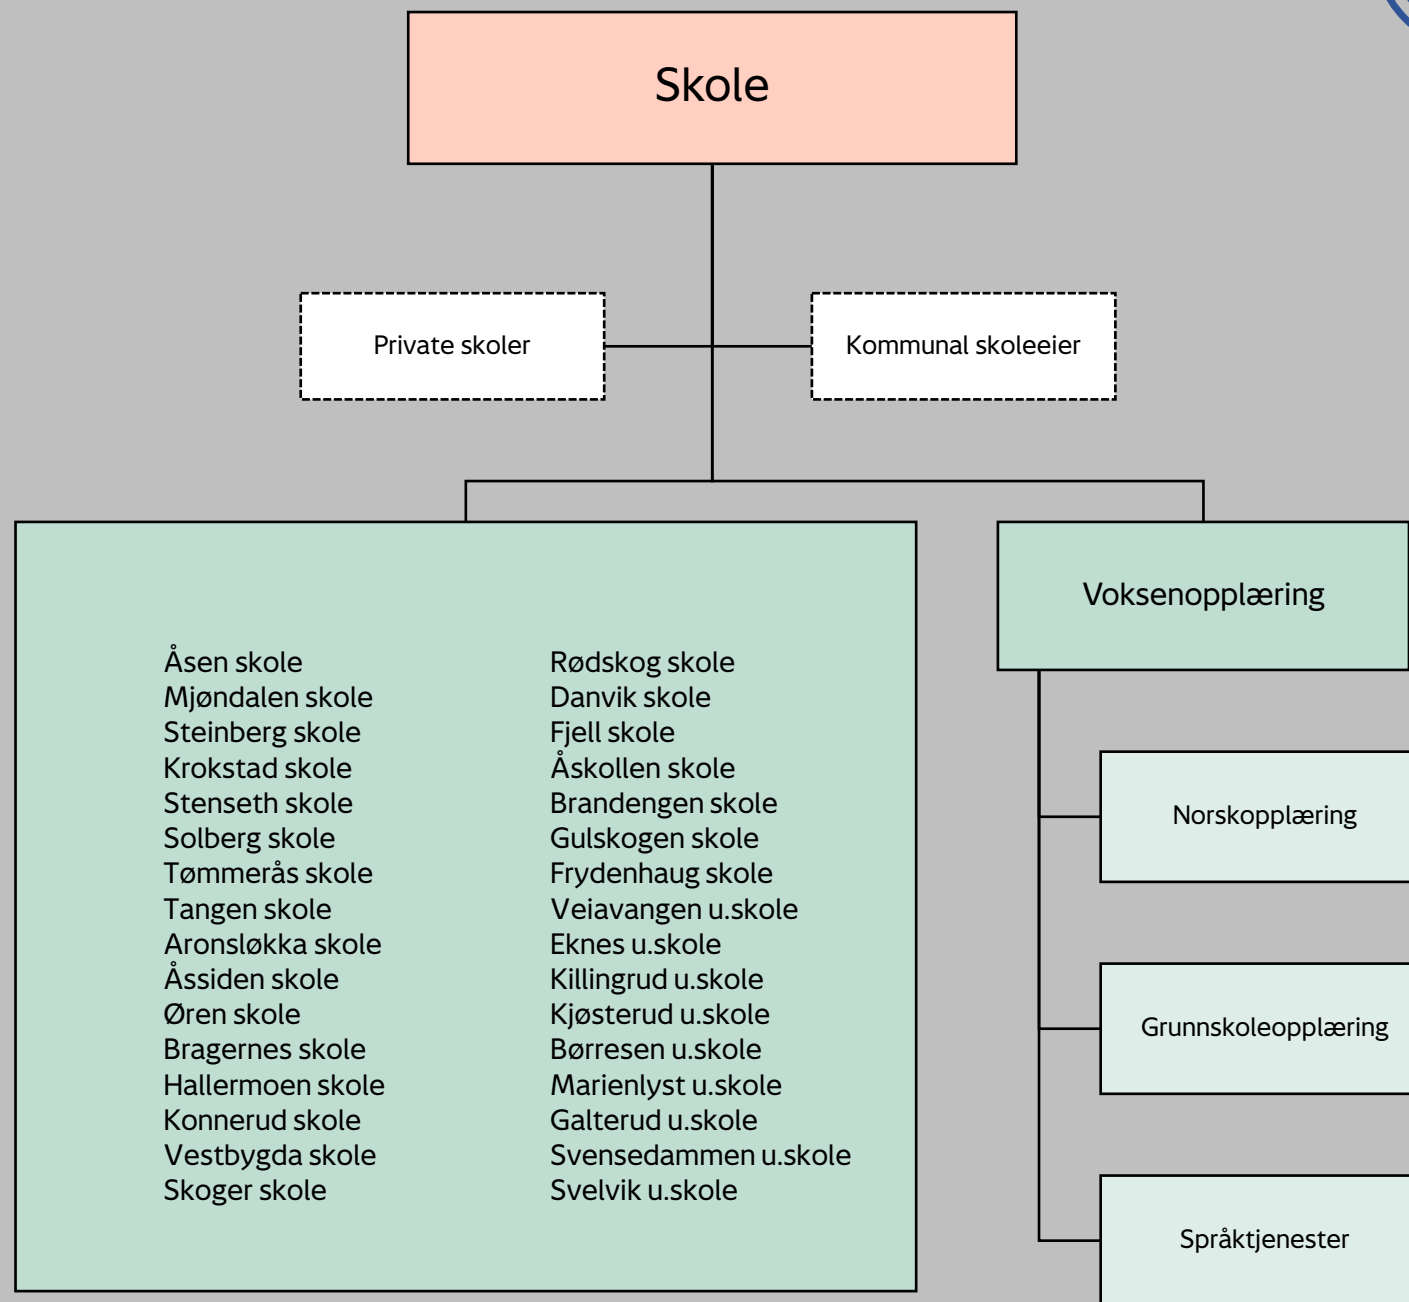 Skole
Private skoler
Kommunal skoleeier
Åsen skole
Mjøndalen skole
Steinberg skole
Krokstad skole
Stenseth skole
Solberg skole
Tømmerås skole
Tangen skole
Aronsløkka skole
Åssiden skole
Øren skole
Bragernes skole
Hallermoen skole
Konnerud skole
Vestbygda skole
Skoger skole
Rødskog skole
Danvik skole
Fjell skole
Åskollen skole
Brandengen skole
Gulskogen skole
Frydenhaug skole
Veiavangen u.skole
Eknes u.skole
Killingrud u.skole
Kjøsterud u.skole
Børresen u.skole
Marienlyst u.skole
Galterud u.skole
Svensedammen u.skole
Svelvik u.skole
Voksenopplæring
Norskopplæring
Grunnskoleopplæring
Språktjenester